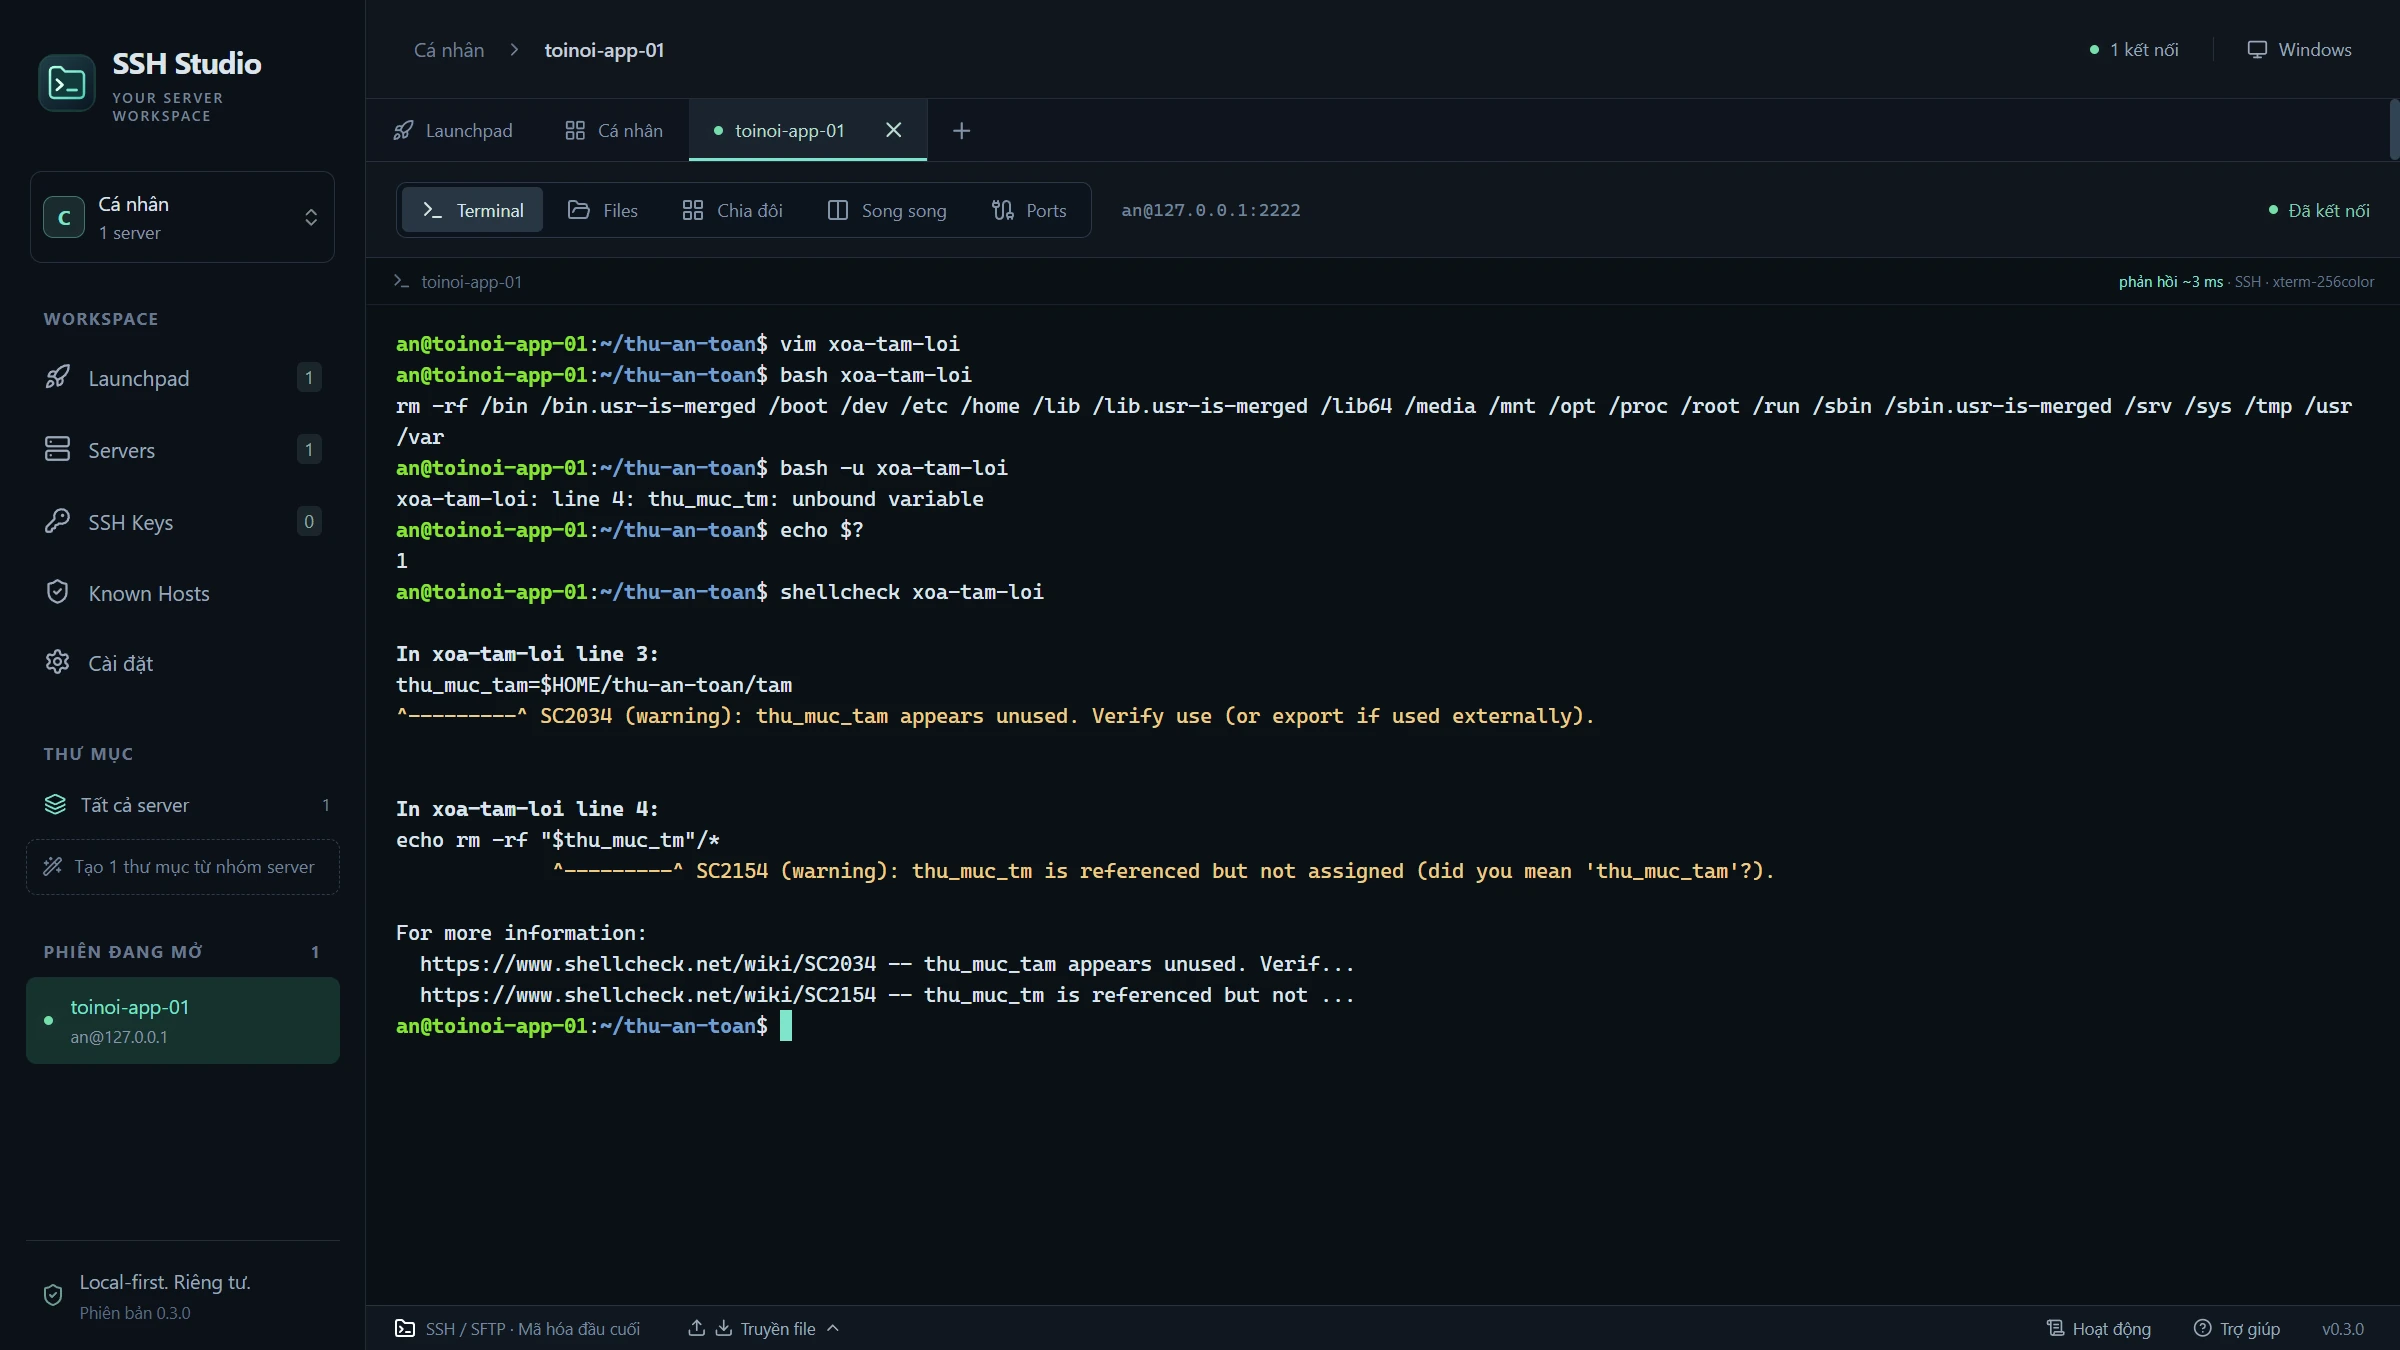 SSH Studio
YOUR SERVER
WORKSPACE
C
Cá nhân
1 server
WORKSPACE
Launchpad 1
Servers 1
SSH Keys 0
Known Hosts
Cài đặt
THƯ MỤC
Tất cả server 1
Tạo 1 thư mục từ nhóm server
PHIÊN ĐANG MỞ 1
toinoi-app-01
an@127.0.0.1
Local-first. Riêng tư.
Phiên bản 0.3.0
Cá nhân > toinoi-app-01
1 kết nối
Windows
Launchpad
Cá nhân
toinoi-app-01
Terminal
Files
Chia đôi
Song song
Ports
an@127.0.0.1:2222
Đã kết nối
toinoi-app-01
phản hồi ~3 ms · SSH · xterm-256color
an@toinoi-app-01:~/thu-an-toan$ vim xoa-tam-loi
an@toinoi-app-01:~/thu-an-toan$ bash xoa-tam-loi
rm -rf /bin /bin.usr-is-merged /boot /dev /etc /home /lib /lib.usr-is-merged /lib64 /media /mnt /opt /proc /root /run /sbin /sbin.usr-is-merged /srv /sys /tmp /usr
/var
an@toinoi-app-01:~/thu-an-toan$ bash -u xoa-tam-loi
xoa-tam-loi: line 4: thu_muc_tm: unbound variable
an@toinoi-app-01:~/thu-an-toan$ echo $?
1
an@toinoi-app-01:~/thu-an-toan$ shellcheck xoa-tam-loi
In xoa-tam-loi line 3:
thu_muc_tam=$HOME/thu-an-toan/tam
^---------^ SC2034 (warning): thu_muc_tam appears unused. Verify use (or export if used externally).
In xoa-tam-loi line 4:
echo rm -rf "$thu_muc_tm"/*
^---------^ SC2154 (warning): thu_muc_tm is referenced but not assigned (did you mean 'thu_muc_tam'?).
For more information:
https://www.shellcheck.net/wiki/SC2034 -- thu_muc_tam appears unused. Verif...
https://www.shellcheck.net/wiki/SC2154 -- thu_muc_tm is referenced but not ...
an@toinoi-app-01:~/thu-an-toan$
SSH / SFTP · Mã hóa đầu cuối
Truyền file
Hoạt động
Trợ giúp
v0.3.0